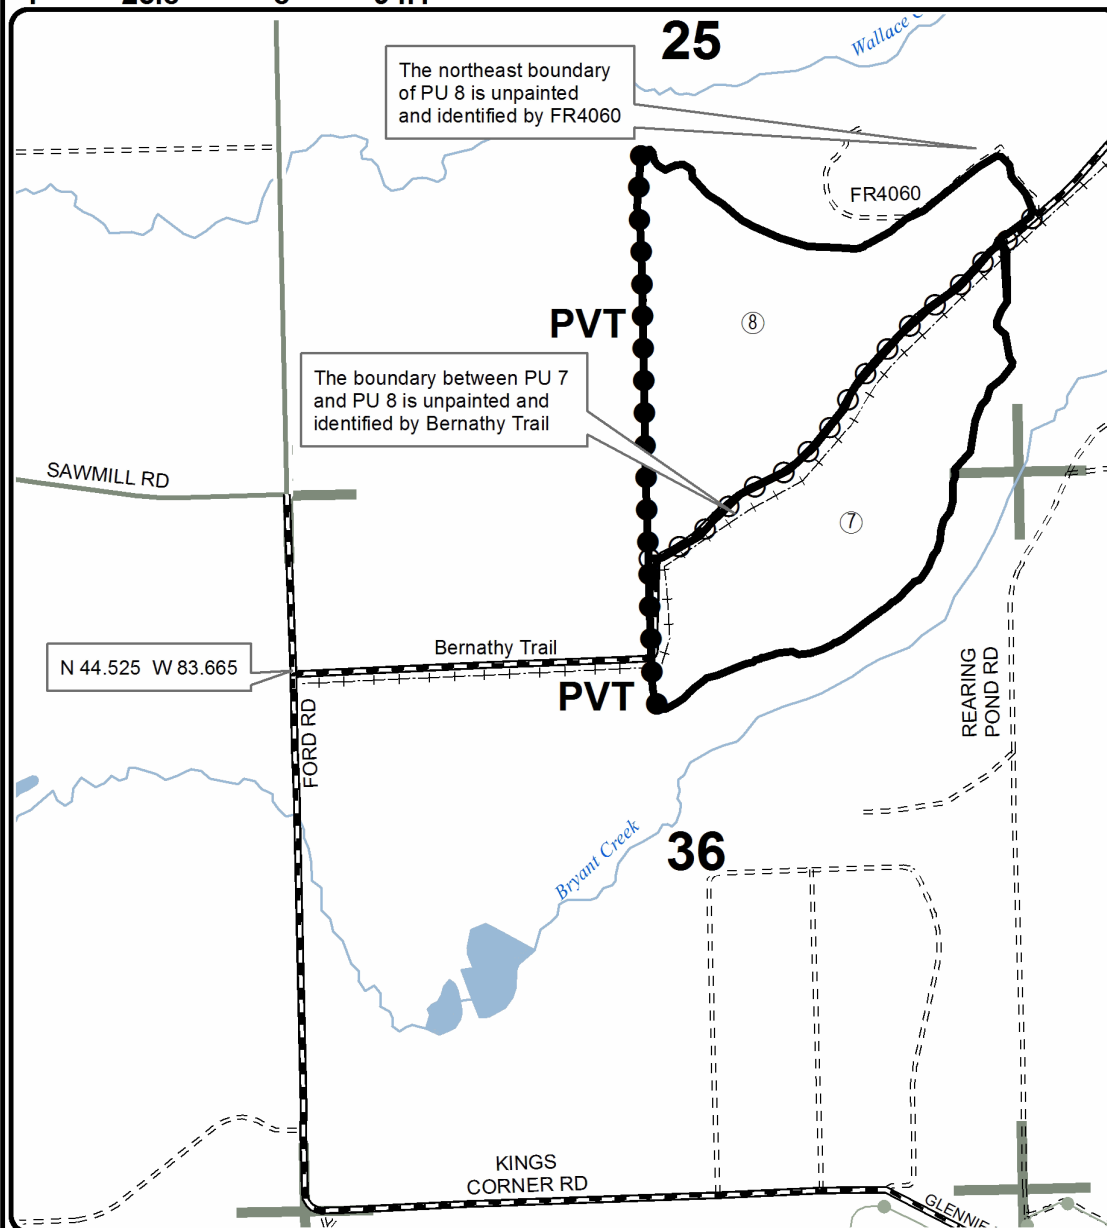 25
Wallace
The northeast boundary
of PU 8 is unpainted
and identified by FR4060
FR4060
PVT
8
The boundary between PU 7
and PU 8 is unpainted and
identified by Bernathy Trail
SAWMILL RD
7
Bernathy Trail
N 44.525 W 83.665
PVT
FORD RD
REARING
POND RD
Bryant Creek
36
KINGS
CORNER RD
GLENNIE